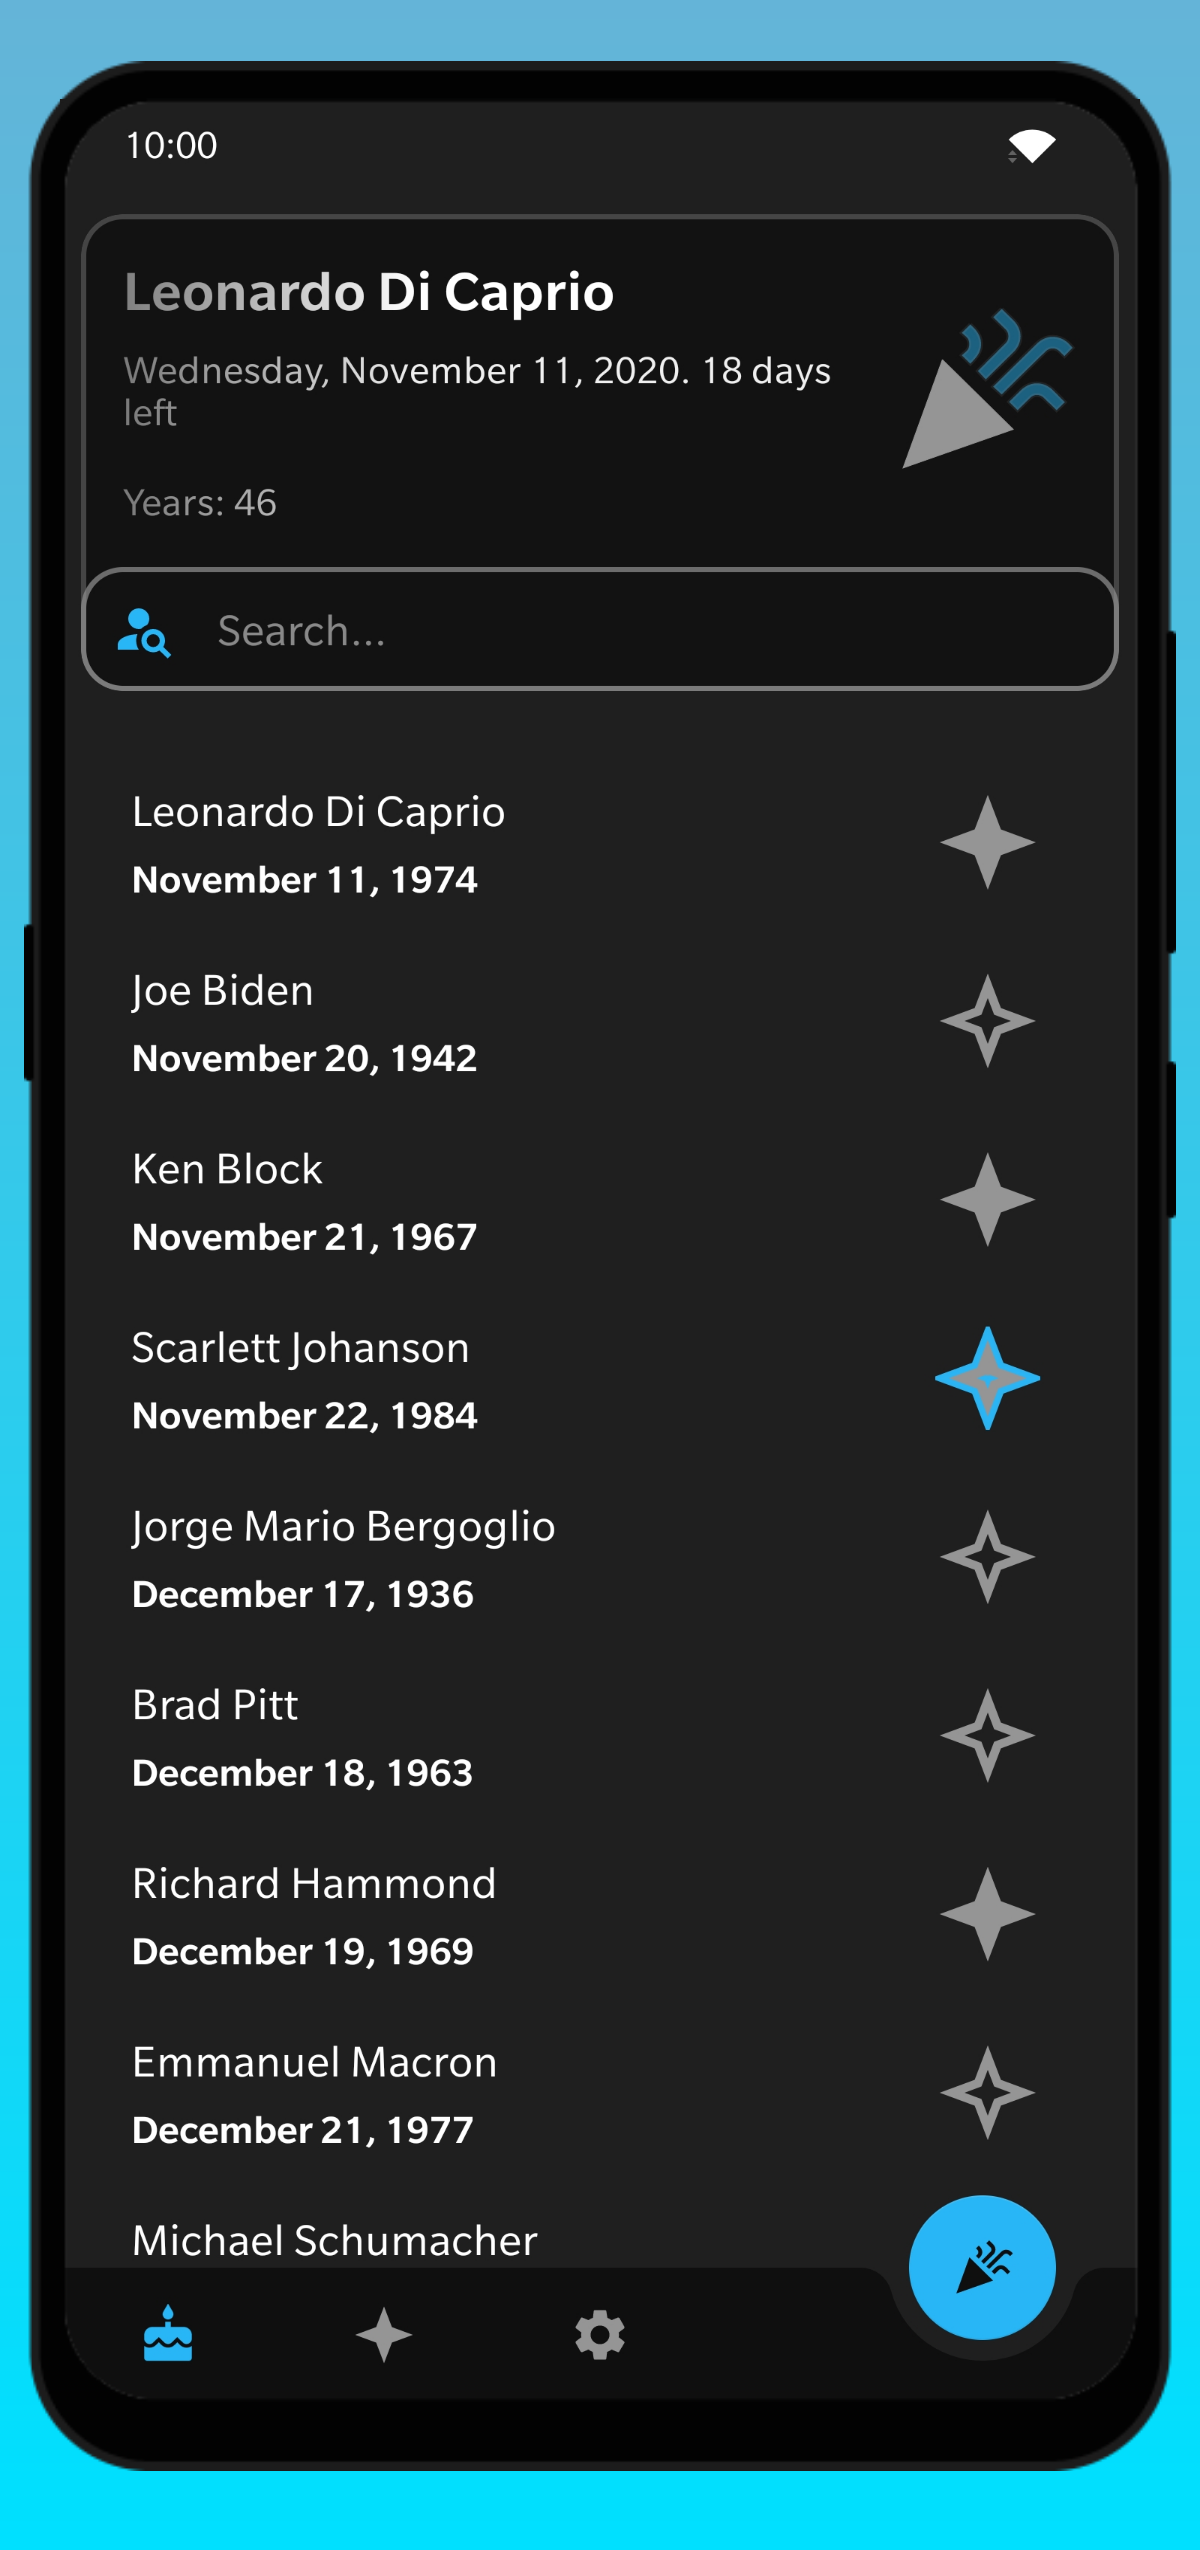 10:00
Leonardo Di Caprio
Wednesday, November 11, 2020. 18 days
left
Years: 46
Search...
Leonardo Di Caprio
November 11, 1974
Joe Biden
November 20, 1942
Ken Block
November 21, 1967
Scarlett Johanson
November 22, 1984
Jorge Mario Bergoglio
December 17, 1936
Brad Pitt
December 18, 1963
Richard Hammond
December 19, 1969
Emmanuel Macron
December 21, 1977
Michael Schumacher